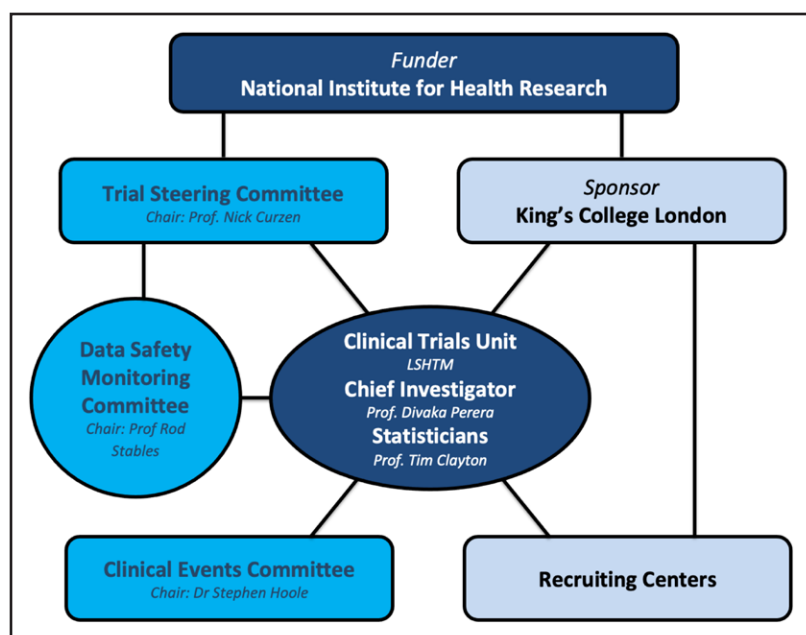 Funder
National Institute for Health Research
Trial Steering Committee
Chair: Prof. Nick Curzen
Sponsor
King's College London
Data Safety
Monitoring
Committee
Chair: Prof Rod
Stables
Clinical Trials Unit
LSHTM
Chief Investigator
Prof. Divaka Perera
Statisticians
Prof. Tim Clayton
Clinical Events Committee
Chair: Dr Stephen Hoole
Recruiting Centers